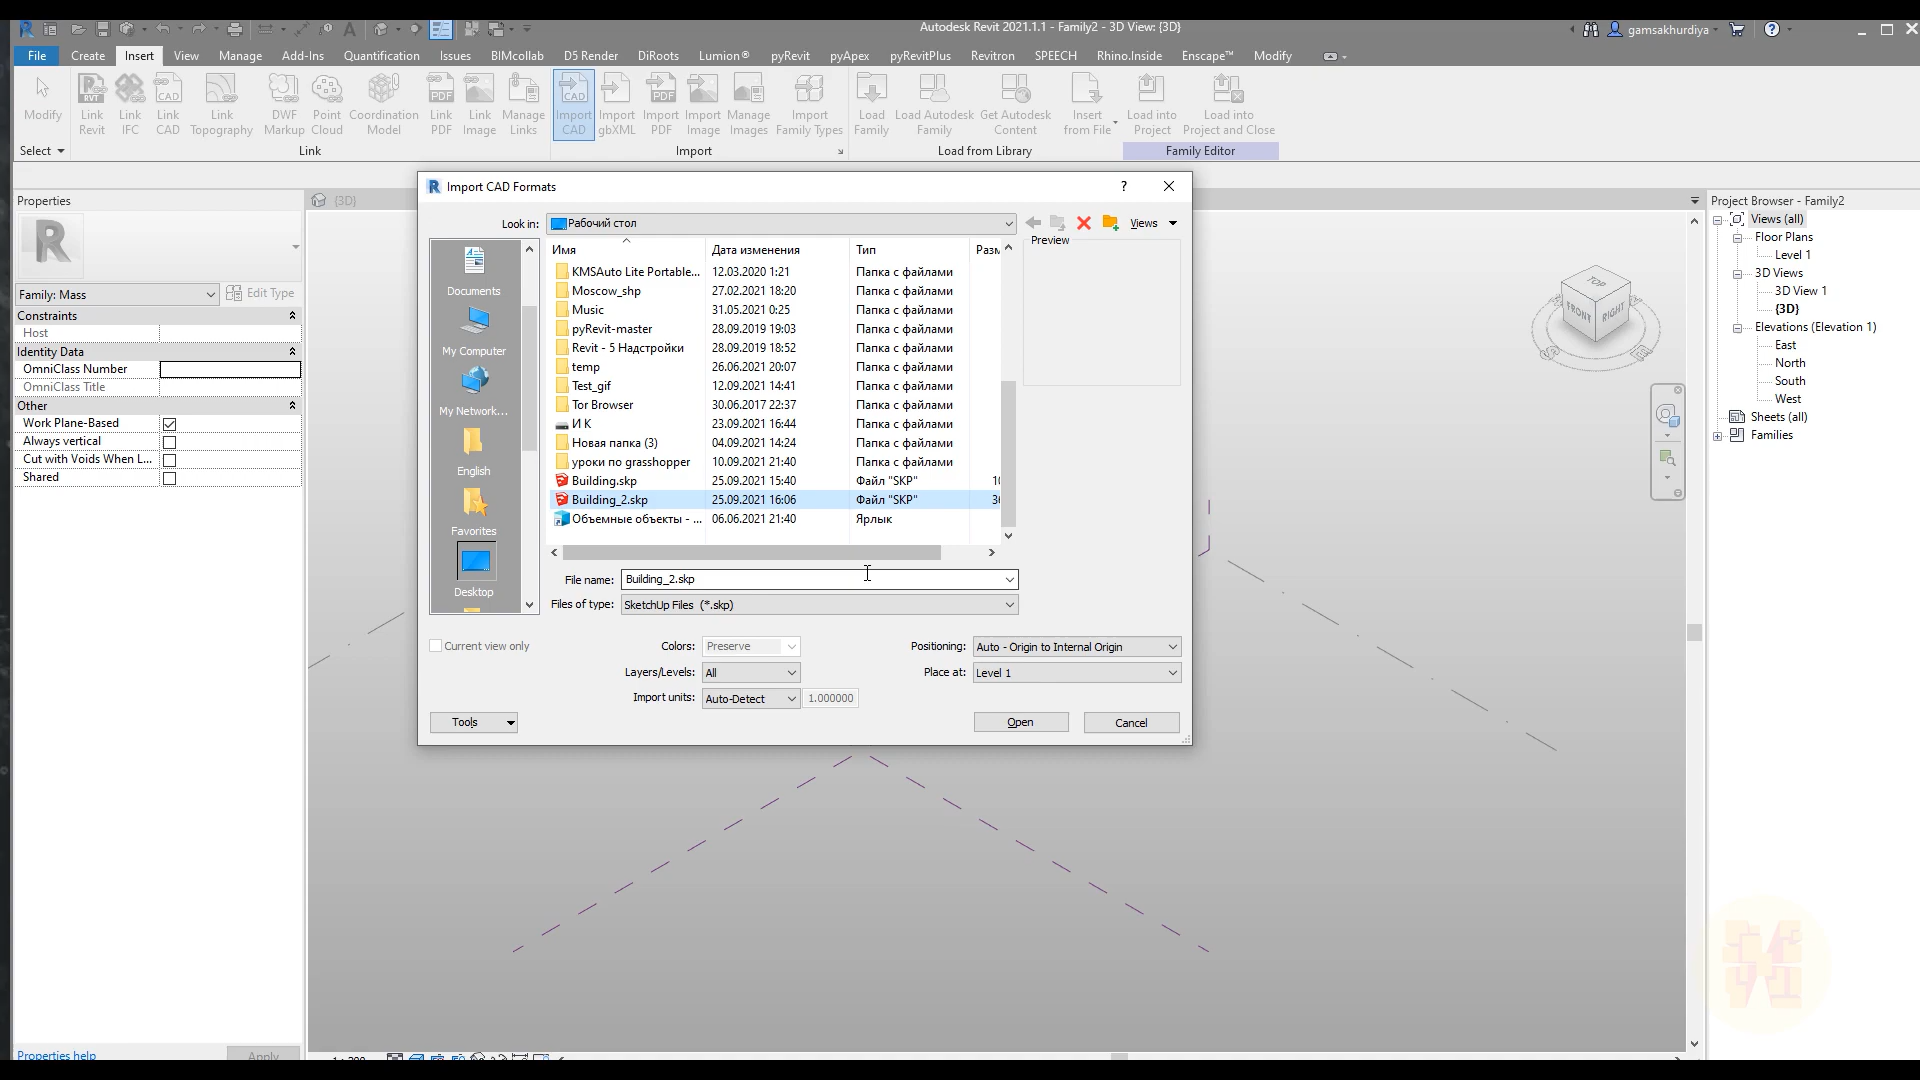 Autodesk Revit 2021.1.1 - Family2 - 3D View: {3D}
gamsakhurdiya
File Create Insert View Manage Add-Ins Quantification Issues BIMcollab D5 Render DiRoots Lumion® pyRevit pyApex pyRevitPlus Revitron SPEECH Rhino.Inside Enscape™ Modify
Modify
Link Revit
Link IFC
Link CAD
Link Topography
DWF Markup
Point Cloud
Coordination Model
Link PDF
Link Image
Manage Links
Import CAD
Import gbXML
Import PDF
Import Image
Manage Images
Import Family Types
Load Family
Load Autodesk Family
Get Autodesk Content
Insert from File
Load into Project
Load into Project and Close
Select
Link
Import
Load from Library
Family Editor
Properties
Family: Mass
Edit Type
Constraints
Host
Identity Data
OmniClass Number
OmniClass Title
Other
Work Plane-Based
Always vertical
Cut with Voids When L...
Shared
Properties help
Apply
{3D}
Import CAD Formats
Look in: Рабочий стол
Views
Preview
Documents
My Computer
My Network...
English
Favorites
Desktop
Имя Дата изменения Тип Разм
KMSAuto Lite Portable... 12.03.2020 1:21 Папка с файлами
Moscow_shp 27.02.2021 18:20 Папка с файлами
Music 31.05.2021 0:25 Папка с файлами
pyRevit-master 28.09.2019 19:03 Папка с файлами
Revit - 5 Надстройки 28.09.2019 18:52 Папка с файлами
temp 26.06.2021 20:07 Папка с файлами
Test_gif 12.09.2021 14:41 Папка с файлами
Tor Browser 30.06.2017 22:37 Папка с файлами
И К 23.09.2021 16:44 Папка с файлами
Новая папка (3) 04.09.2021 14:24 Папка с файлами
уроки по grasshopper 10.09.2021 21:40 Папка с файлами
Building.skp 25.09.2021 15:40 Файл "SKP"
Building_2.skp 25.09.2021 16:06 Файл "SKP"
Объемные объекты - ... 06.06.2021 21:40 Ярлык
File name: Building_2.skp
Files of type: SketchUp Files (*.skp)
Current view only
Colors: Preserve
Layers/Levels: All
Import units: Auto-Detect 1.000000
Positioning: Auto - Origin to Internal Origin
Place at: Level 1
Tools
Open
Cancel
TOP
FRONT
RIGHT
Project Browser - Family2
Views (all)
Floor Plans
Level 1
3D Views
3D View 1
{3D}
Elevations (Elevation 1)
East
North
South
West
Sheets (all)
Families